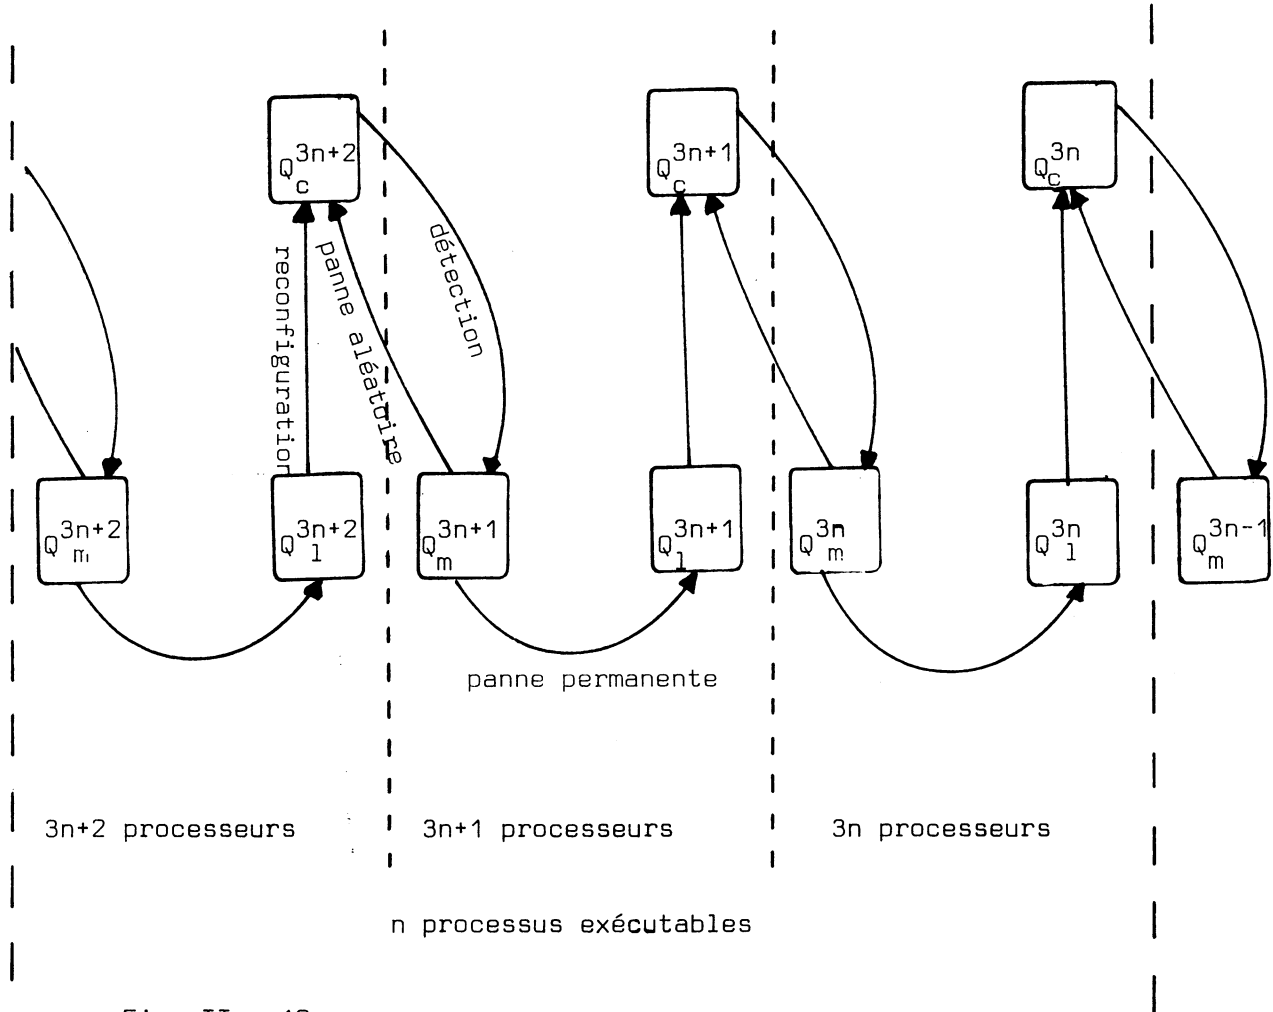 Q_c^3n+2
Q_c^3n+1
Q_c^3n
reconfiguration
panne aléatoire
détection
Q_m^3n+2
Q_l^3n+2
Q_m^3n+1
Q_l^3n+1
Q_m^3n
Q_l^3n
Q_m^3n-1
panne permanente
3n+2 processeurs
3n+1 processeurs
3n processeurs
n processus exécutables